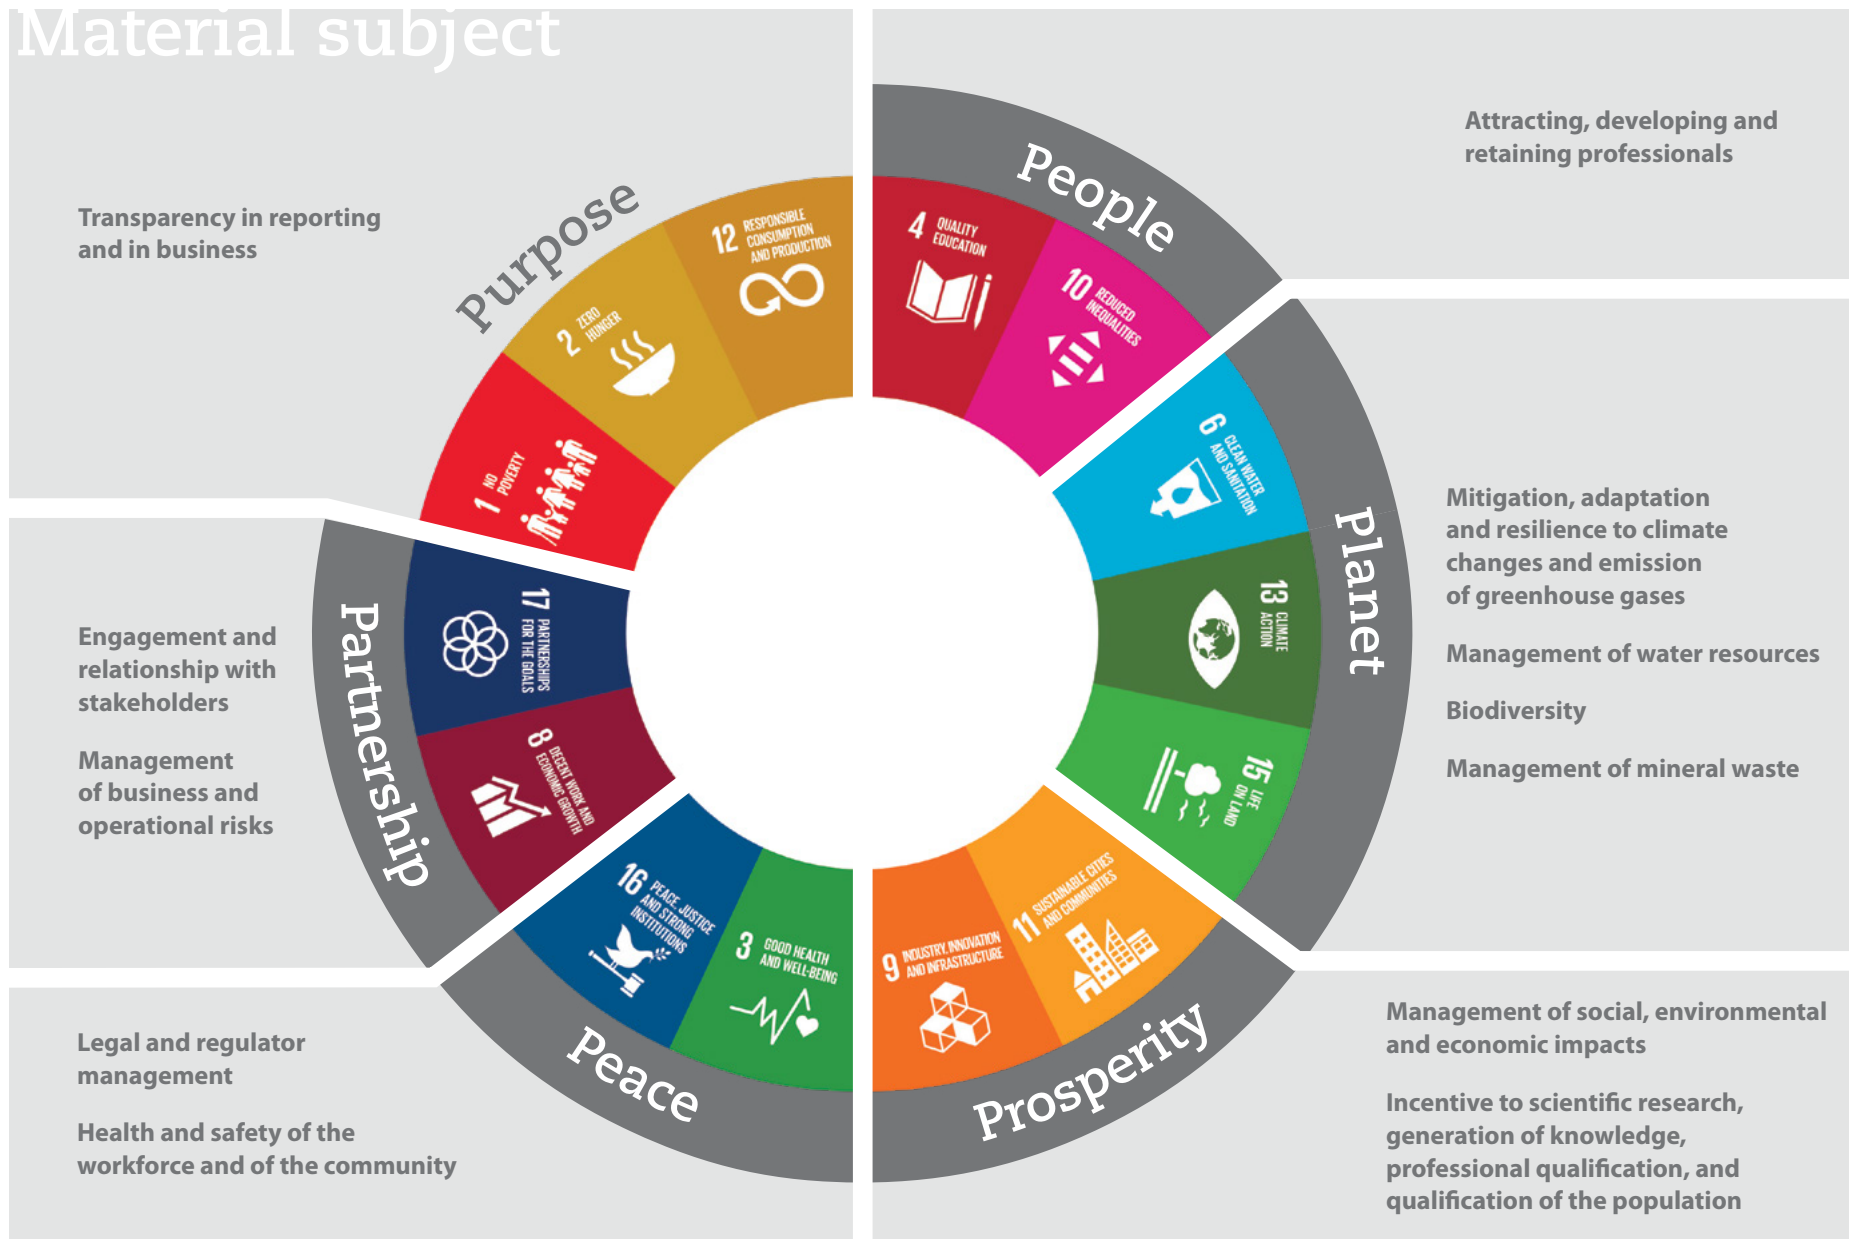 Material subject
Transparency in reporting
and in business
Purpose
1 NO
POVERTY
2 ZERO
HUNGER
12 RESPONSIBLE
CONSUMPTION
AND PRODUCTION
People
Attracting, developing and
retaining professionals
4 QUALITY
EDUCATION
10 REDUCED
INEQUALITIES
Planet
6 CLEAN WATER
AND SANITATION
13 CLIMATE
ACTION
15 LIFE
ON LAND
Mitigation, adaptation
and resilience to climate
changes and emission
of greenhouse gases
Management of water resources
Biodiversity
Management of mineral waste
Prosperity
11 SUSTAINABLE CITIES
AND COMMUNITIES
9 INDUSTRY, INNOVATION
AND INFRASTRUCTURE
Management of social, environmental
and economic impacts
Incentive to scientific research,
generation of knowledge,
professional qualification, and
qualification of the population
Peace
3 GOOD HEALTH
AND WELL-BEING
16 PEACE, JUSTICE
AND STRONG
INSTITUTIONS
Legal and regulator
management
Health and safety of the
workforce and of the community
Partnership
8 DECENT WORK AND
ECONOMIC GROWTH
17 PARTNERSHIPS
FOR THE GOALS
Engagement and
relationship with
stakeholders
Management
of business and
operational risks